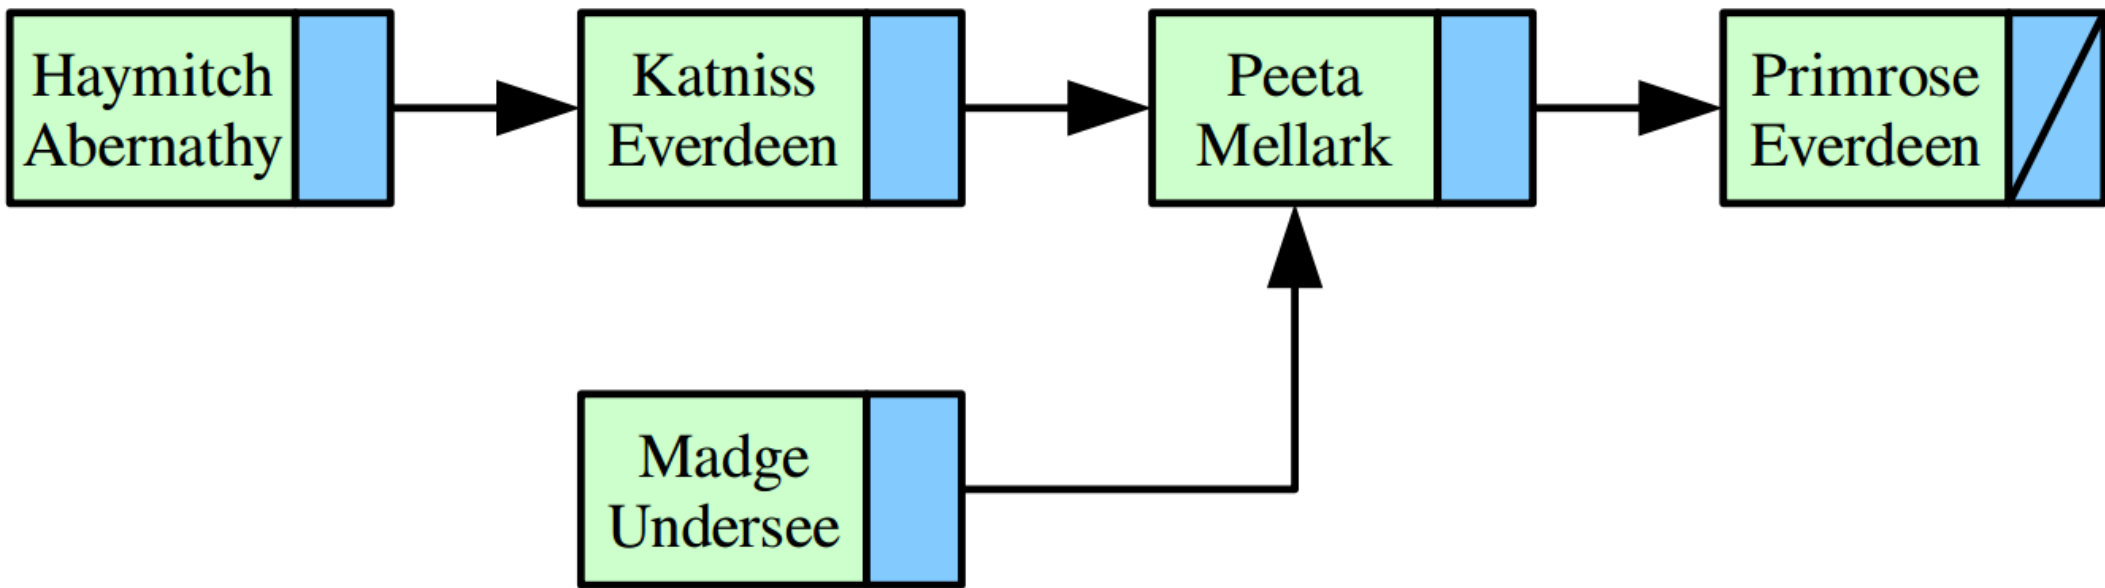 Haymitch
Abernathy
Katniss
Everdeen
Peeta
Mellark
Primrose
Everdeen
Madge
Undersee